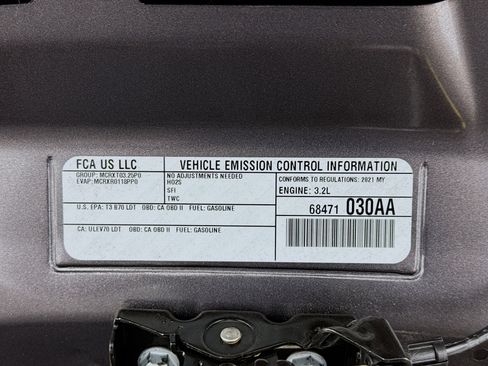 FCA US LLC
VEHICLE EMISSION CONTROL INFORMATION
GROUP: MCRXT03.25P0
EVAP: MCRXR0118PP0
NO ADJUSTMENTS NEEDED
HO2S
SFI
TWC
CONFORMS TO REGULATIONS: 2021 MY
ENGINE: 3.2L
U.S. EPA: T3 B70 LDT OBD: CA OBD II FUEL: GASOLINE
CA: ULEV70 LDT OBD: CA OBD II FUEL: GASOLINE
68471 030AA